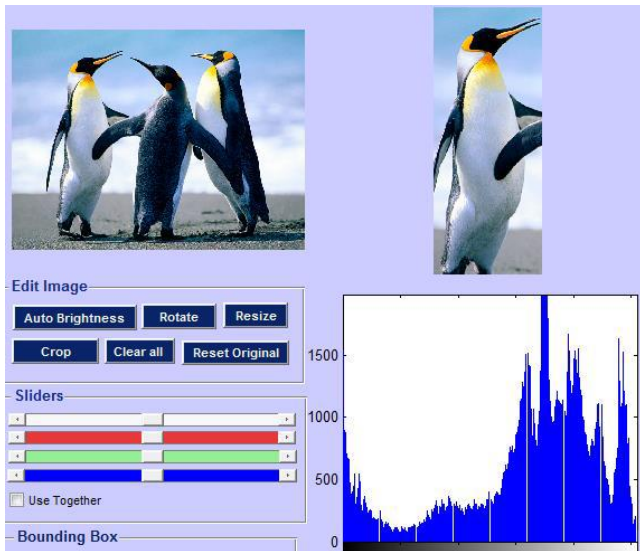 Edit Image
Auto Brightness Rotate Resize
Crop Clear all Reset Original
Sliders
Use Together
Bounding Box
1500
1000
500
0